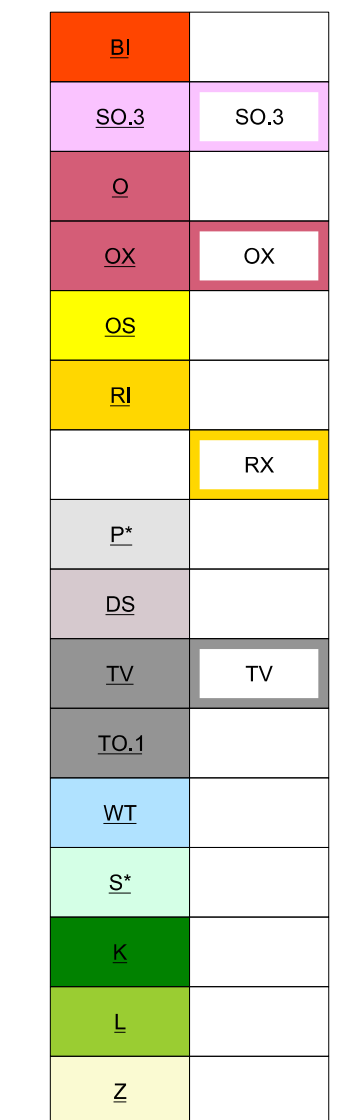 BI
SO.3 SO.3
O
OX OX
OS
RI
RX
P*
DS
TV TV
TO.1
WT
S*
K
L
Z